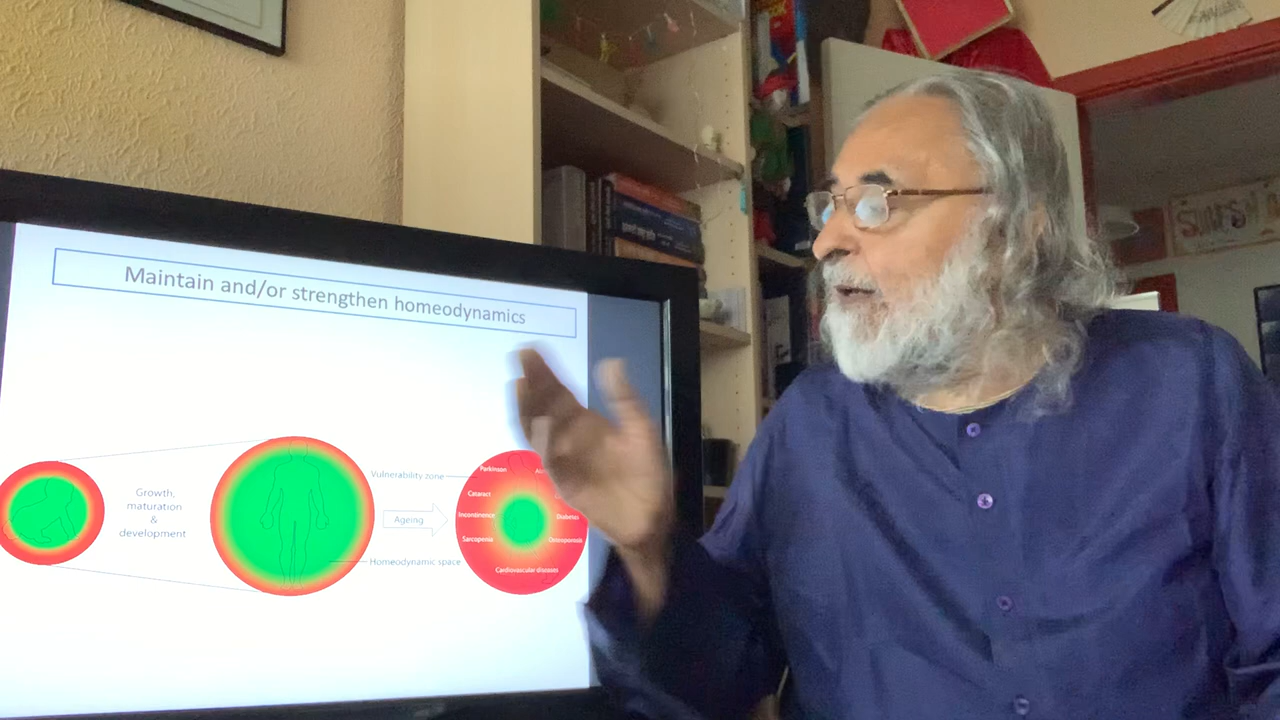 Maintain and/or strengthen homeodynamics
Growth,
maturation
&
development
Vulnerability zone
Ageing
Homeodynamic space
Parkinson
Cataract
Incontinence
Diabetes
Sarcopenia
Osteoporosis
Cardiovascular diseases